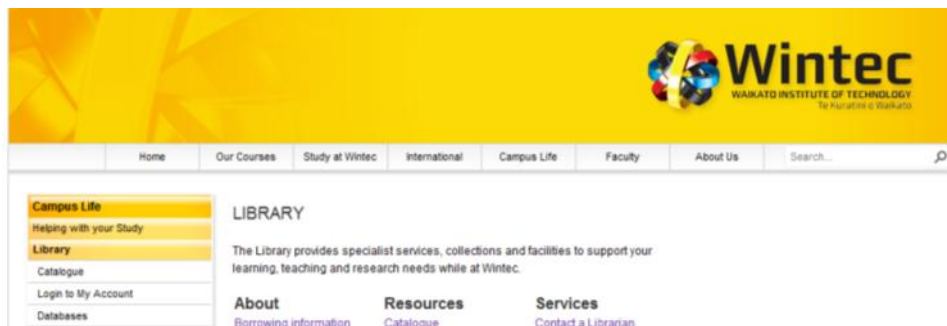 Wintec
WAIKATO INSTITUTE OF TECHNOLOGY
Te Kuratini o Waikato
Home Our Courses Study at Wintec International Campus Life Faculty About Us Search...
Campus Life
Helping with your Study
Library
Catalogue
Login to My Account
Databases
LIBRARY
The Library provides specialist services, collections and facilities to support your
learning, teaching and research needs while at Wintec.
About Resources Services
Borrowing information Catalogue Contact a Librarian